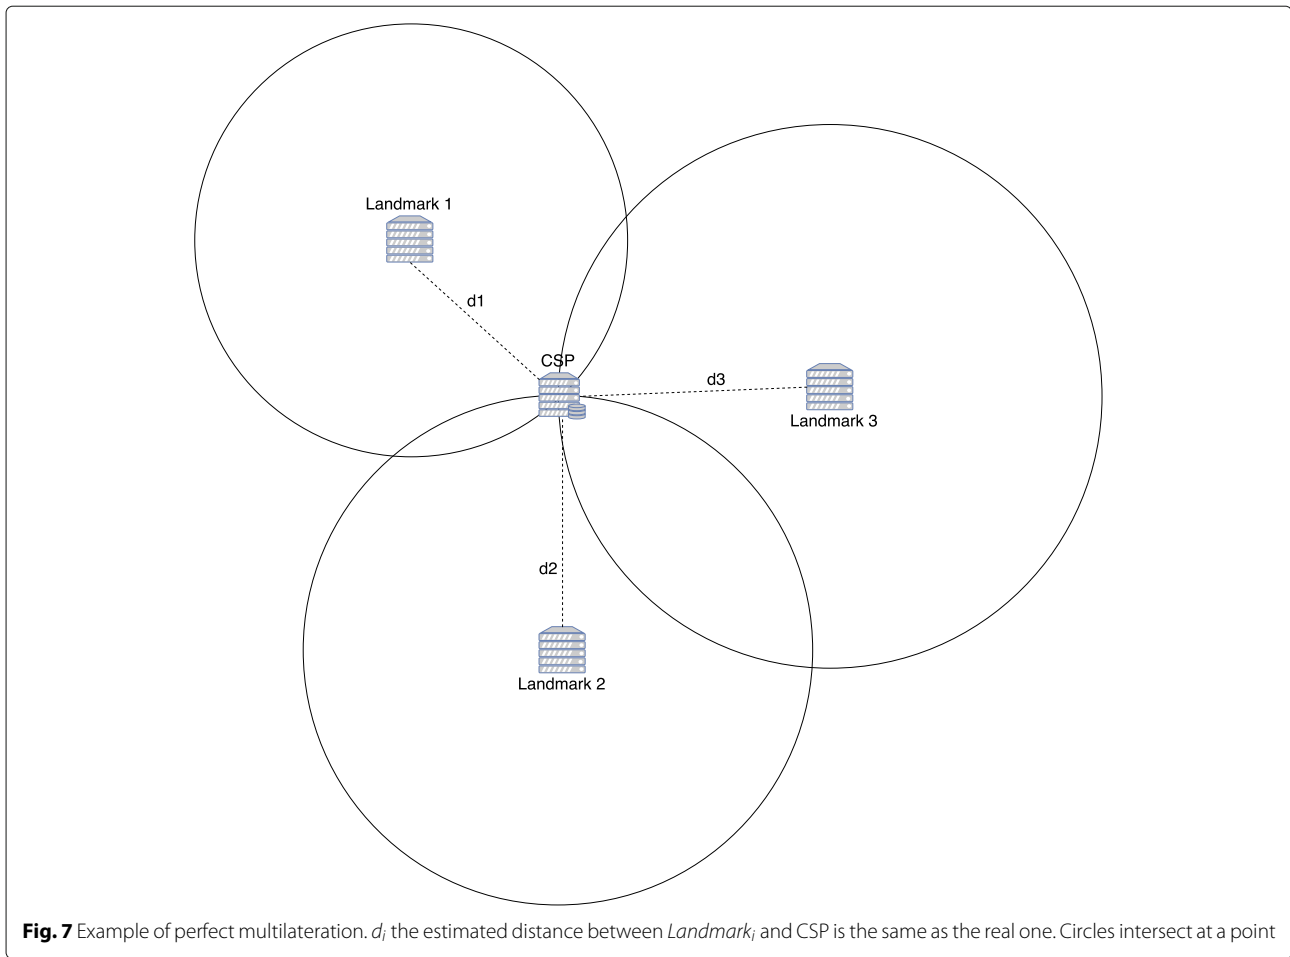 Landmark 1
d1
CSP
d3
Landmark 3
d2
Landmark 2
Fig. 7 Example of perfect multilateration. di the estimated distance between Landmarki and CSP is the same as the real one. Circles intersect at a point